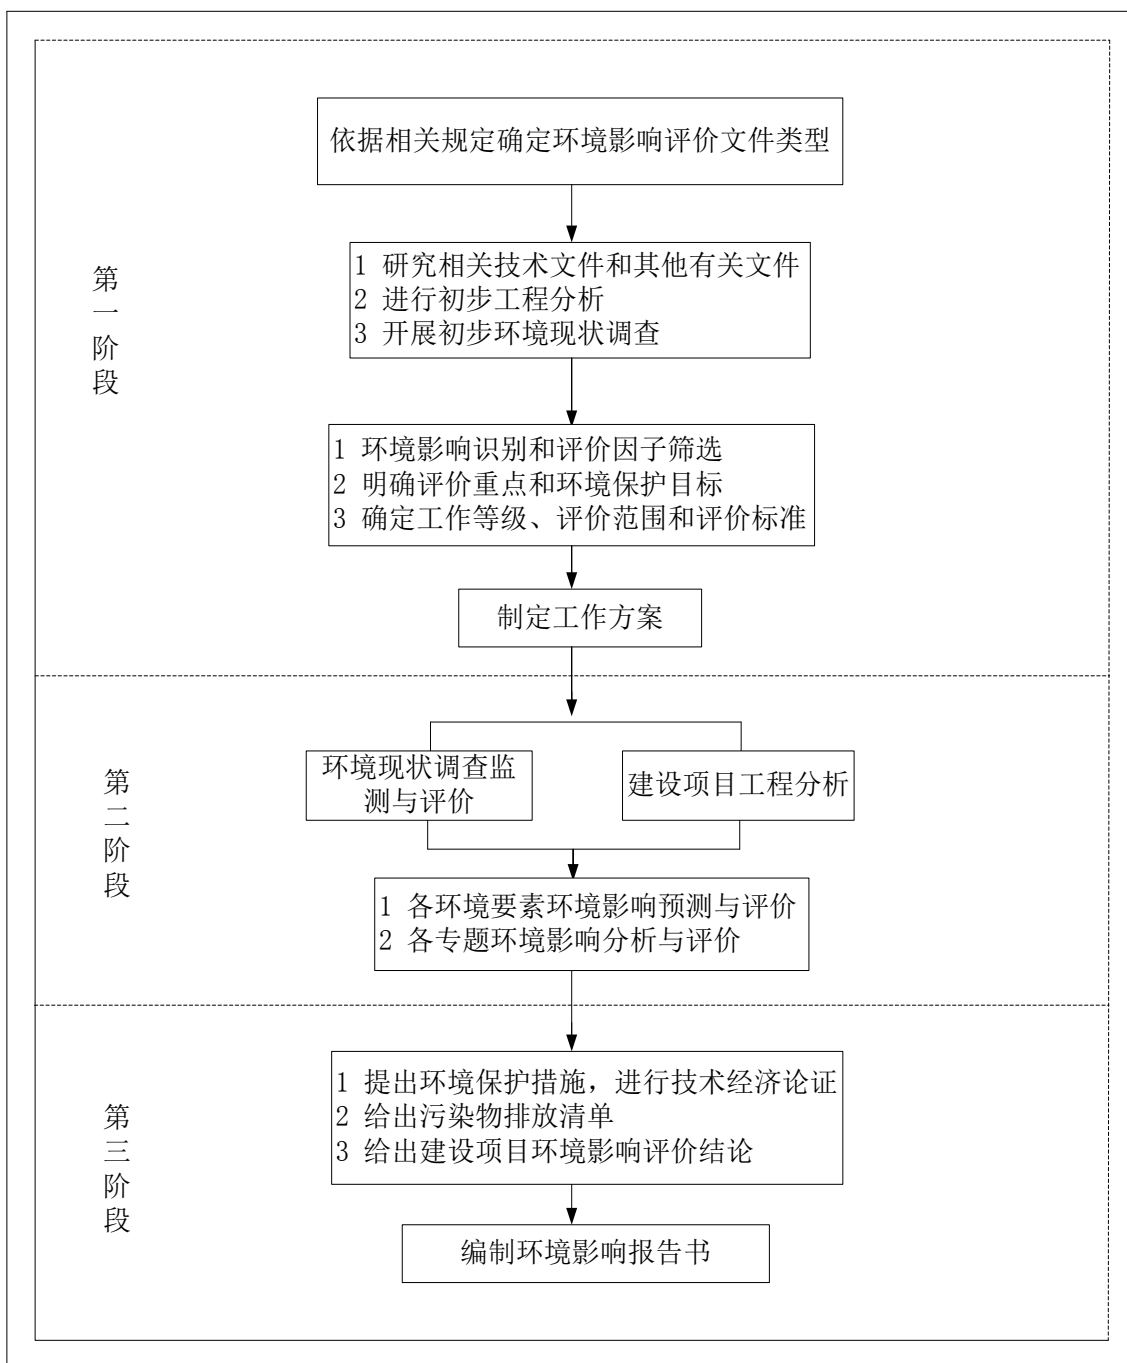 依据相关规定确定环境影响评价文件类型
第一阶段
1 研究相关技术文件和其他有关文件
2 进行初步工程分析
3 开展初步环境现状调查
1 环境影响识别和评价因子筛选
2 明确评价重点和环境保护目标
3 确定工作等级、评价范围和评价标准
制定工作方案
第二阶段
环境现状调查监
测与评价
建设项目工程分析
1 各环境要素环境影响预测与评价
2 各专题环境影响分析与评价
第三阶段
1 提出环境保护措施，进行技术经济论证
2 给出污染物排放清单
3 给出建设项目环境影响评价结论
编制环境影响报告书